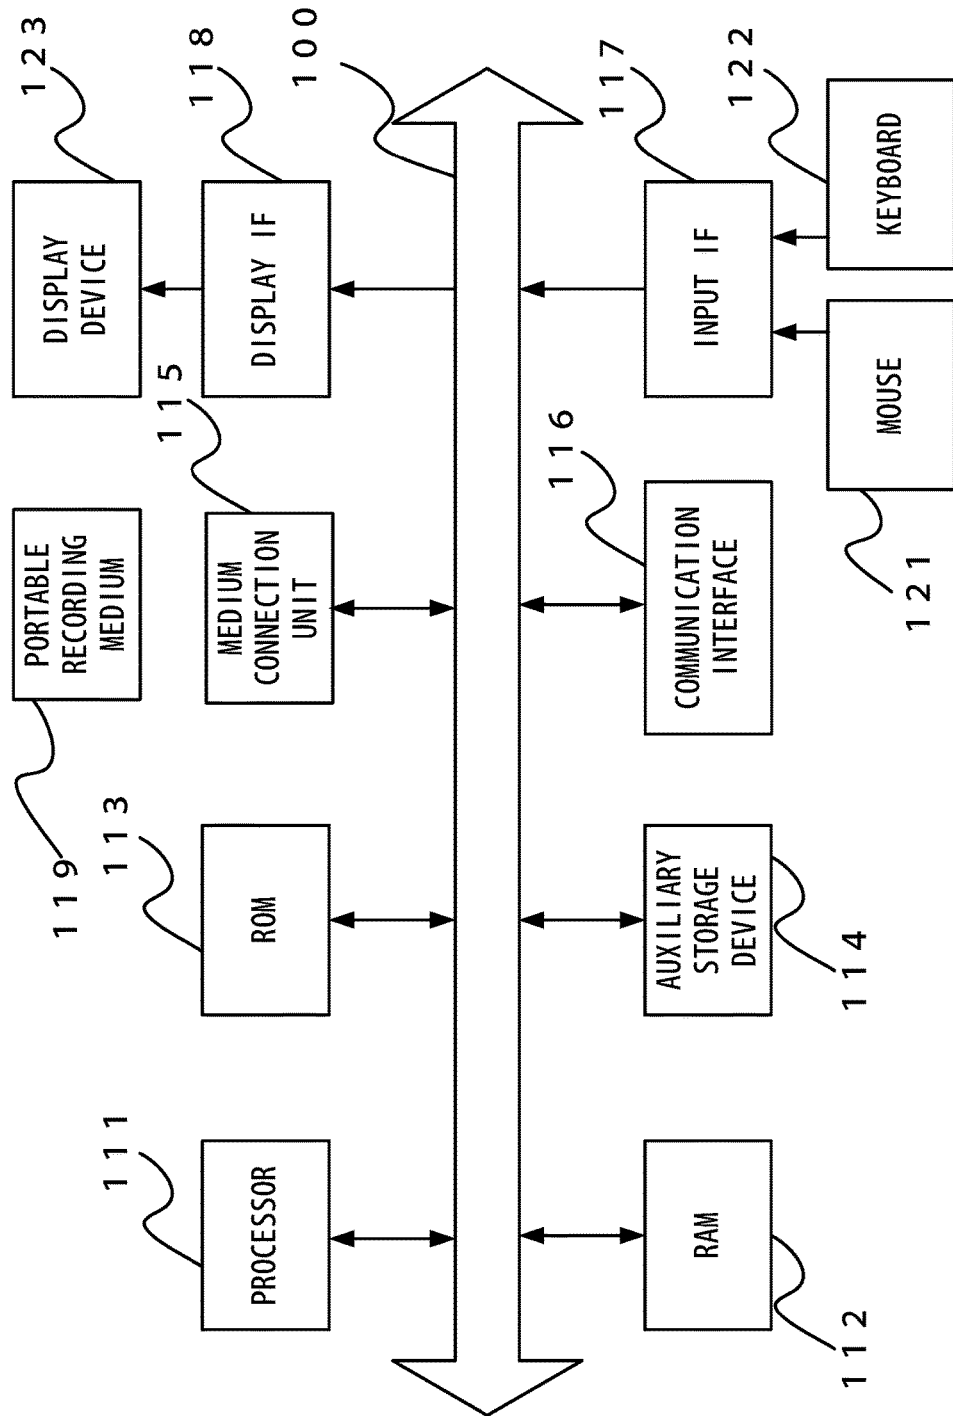 119
PORTABLE
RECORDING
MEDIUM
DISPLAY
DEVICE
123
111
PROCESSOR
113
ROM
MEDIUM
CONNECTION
UNIT
115
DISPLAY IF
118
100
RAM
112
AUXILIARY
STORAGE
DEVICE
114
COMMUNICATION
INTERFACE
116
INPUT IF
117
MOUSE
121
KEYBOARD
122